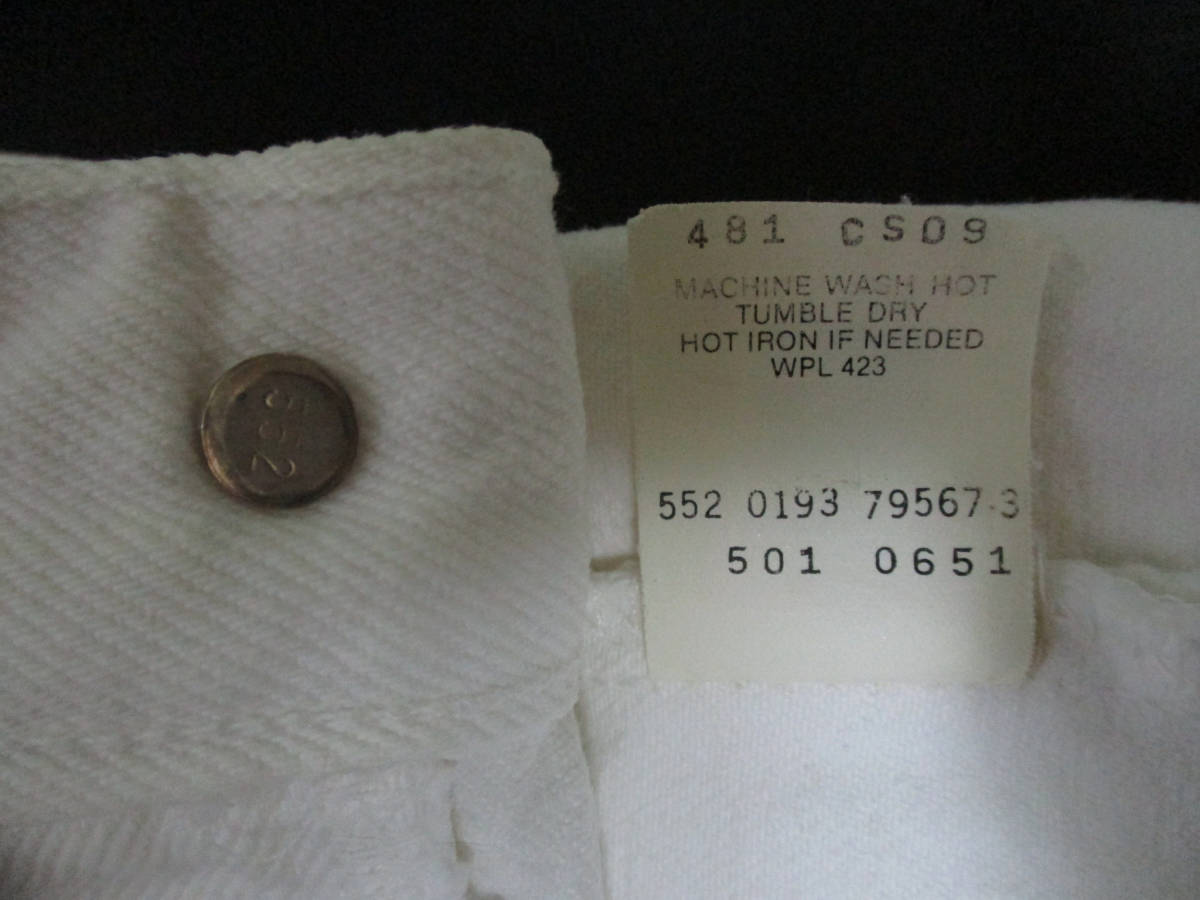 552
481 CS09
MACHINE WASH HOT
TUMBLE DRY
HOT IRON IF NEEDED
WPL 423
552 0193 79567-3
501 0651